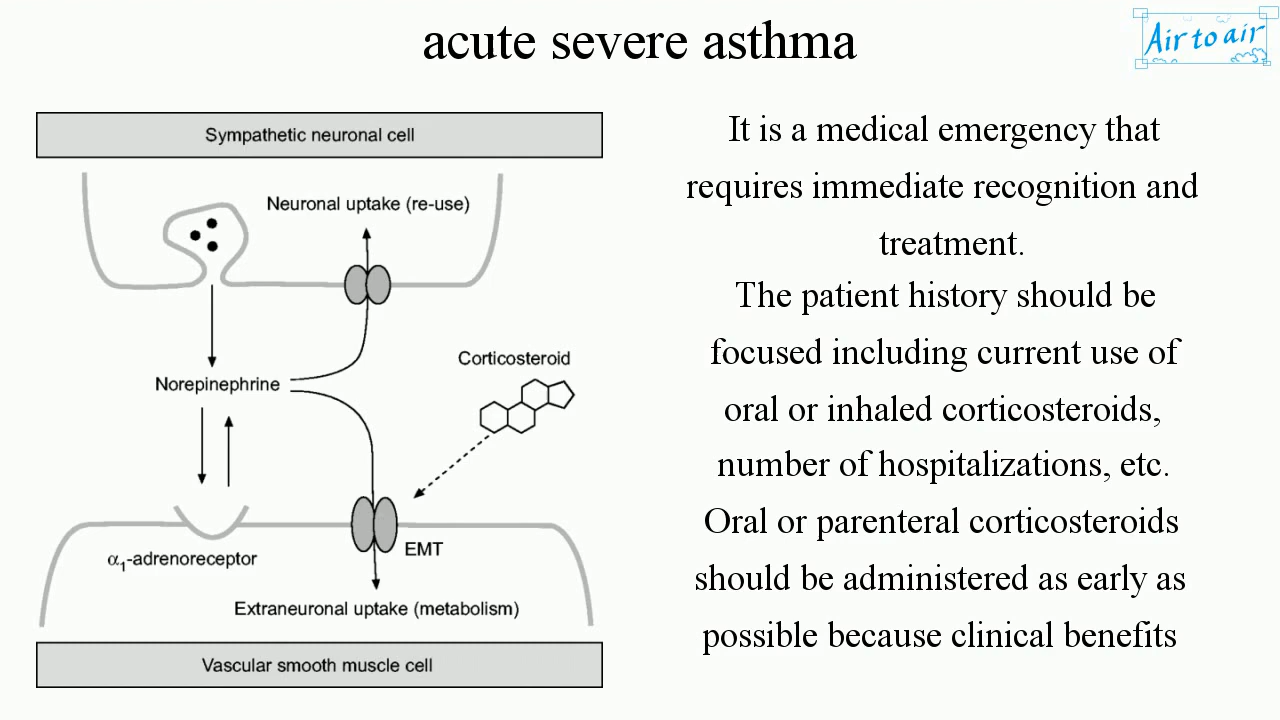 acute severe asthma
Air to air
Sympathetic neuronal cell
Neuronal uptake (re-use)
Corticosteroid
Norepinephrine
EMT
α1-adrenoreceptor
Extraneuronal uptake (metabolism)
Vascular smooth muscle cell
It is a medical emergency that
requires immediate recognition and
treatment.
The patient history should be
focused including current use of
oral or inhaled corticosteroids,
number of hospitalizations, etc.
Oral or parenteral corticosteroids
should be administered as early as
possible because clinical benefits